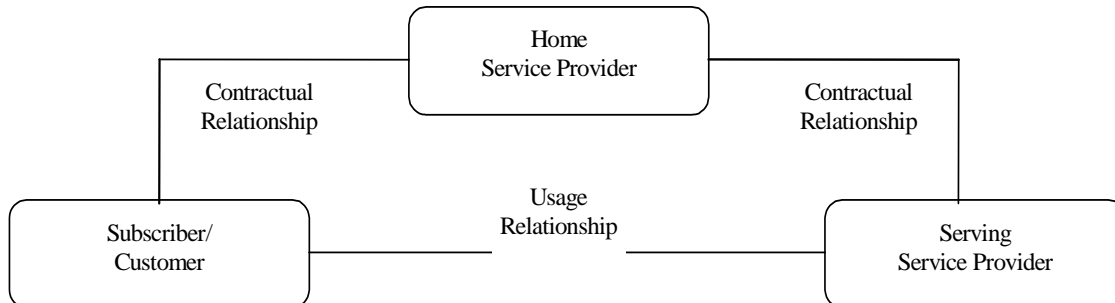 Home
Service Provider
Contractual
Relationship
Contractual
Relationship
Usage
Relationship
Subscriber/
Customer
Serving
Service Provider